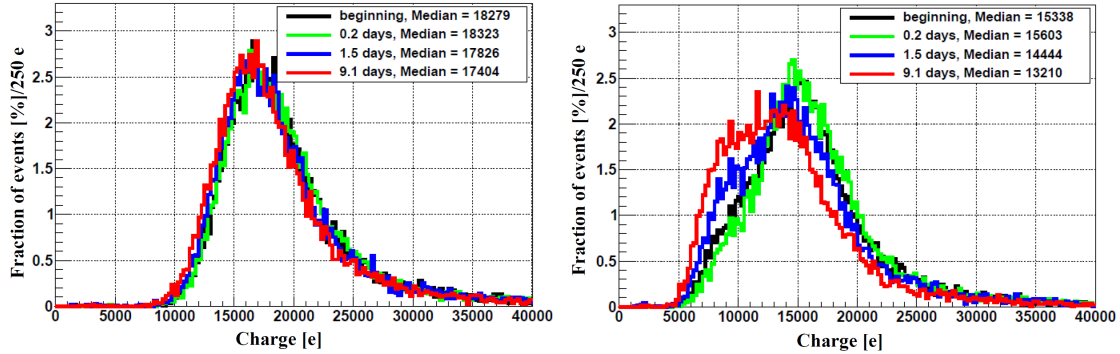 Fraction of events [%]/250 e
3
2.5
2
1.5
1
0.5
0
beginning, Median = 18279
0.2 days, Median = 18323
1.5 days, Median = 17826
9.1 days, Median = 17404
0 5000 10000 15000 20000 25000 30000 35000 40000
Charge [e]
Fraction of events [%]/250 e
3
2.5
2
1.5
1
0.5
0
beginning, Median = 15338
0.2 days, Median = 15603
1.5 days, Median = 14444
9.1 days, Median = 13210
0 5000 10000 15000 20000 25000 30000 35000 40000
Charge [e]